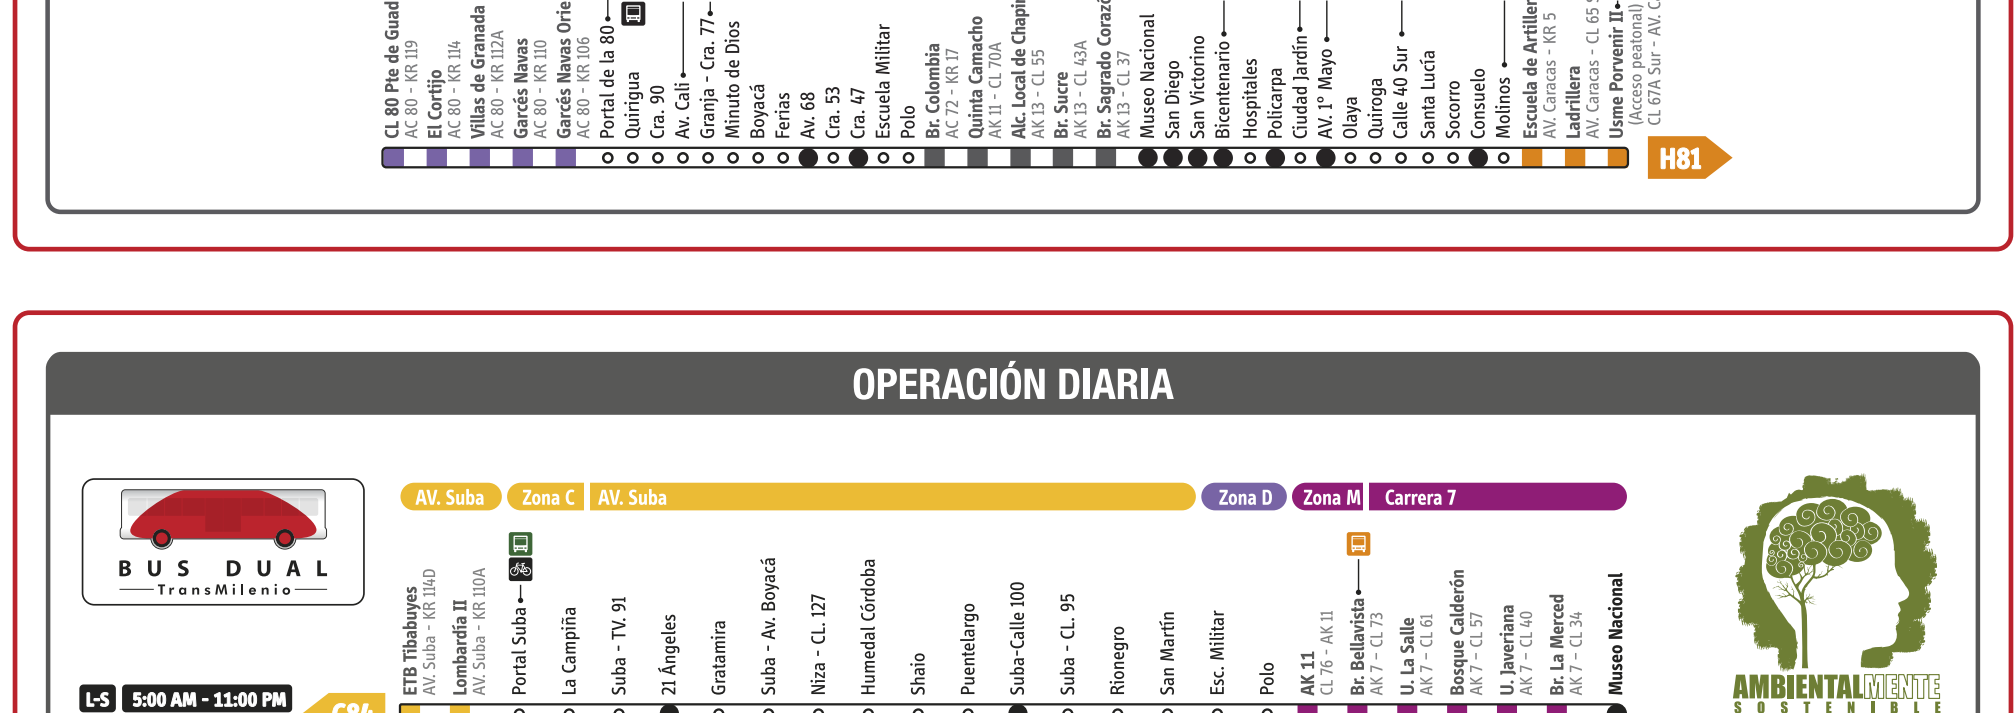 CL 80 Pte de Guad
AC 80 - KR 119
El Cortijo
AC 80 - KR 114
Villas de Granada
AC 80 - KR 112A
Garcés Navas
AC 80 - KR 110
Garcés Navas Orie
AC 80 - KR 106
Portal de la 80
Quirigua
Cra. 90
Av. Cali
Granja - Cra. 77
Minuto de Dios
Boyacá
Ferias
Av. 68
Cra. 53
Cra. 47
Escuela Militar
Polo
Br. Colombia
AC 72 - KR 17
Quinta Camacho
AK 11 - CL 70A
Alc. Local de Chapin
AK 13 - CL 55
Br. Sucre
AK 13 - CL 43A
Br. Sagrado Corazó
AK 13 - CL 37
Museo Nacional
San Diego
San Victorino
Bicentenario
Hospitales
Policarpa
Ciudad Jardín
AV. 1° Mayo
Olaya
Quiroga
Calle 40 Sur
Santa Lucía
Socorro
Consuelo
Molinos
Escuela de Artiller
AV. Caracas - KR 5
Ladrillera
AV. Caracas - CL 65 S
Usme Porvenir II
(Acceso peatonal)
CL 67A Sur - AV. C
H81
OPERACIÓN DIARIA
BUS DUAL
TransMilenio
AV. Suba
Zona C
AV. Suba
Zona D
Zona M
Carrera 7
ETB Tibabuyes
AV. Suba - KR 114D
Lombardía II
AV. Suba - KR 110A
Portal Suba
La Campiña
Suba - TV. 91
21 Ángeles
Gratamira
Suba - Av. Boyacá
Niza - CL. 127
Humedal Córdoba
Shaio
Puentelargo
Suba-Calle 100
Suba - CL. 95
Rionegro
San Martín
Esc. Militar
Polo
AK 11
CL 76 - AK 11
Br. Bellavista
AK 7 - CL 73
U. La Salle
AK 7 - CL 61
Bosque Calderón
AK 7 - CL 57
U. Javeriana
AK 7 - CL 40
Br. La Merced
AK 7 - CL 34
Museo Nacional
L-S
5:00 AM - 11:00 PM
C84
AMBIENTALMENTE
SOSTENIBLE